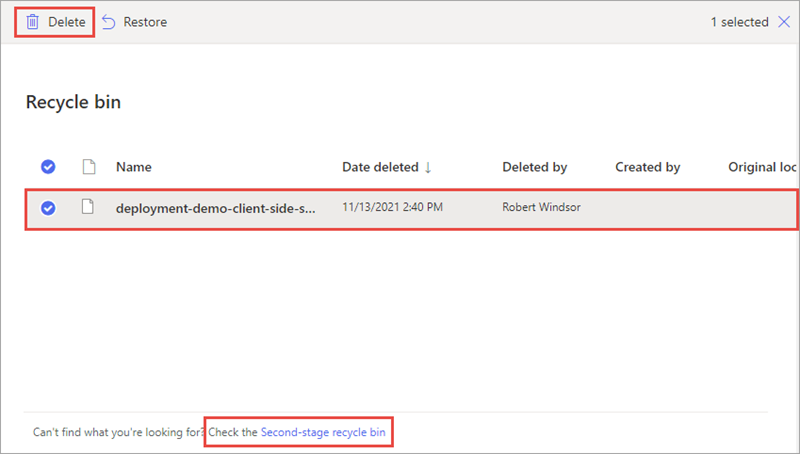 Delete Restore 1 selected
Recycle bin
Name Date deleted ↓ Deleted by Created by Original loc
deployment-demo-client-side-s... 11/13/2021 2:40 PM Robert Windsor
Can't find what you're looking for? Check the Second-stage recycle bin